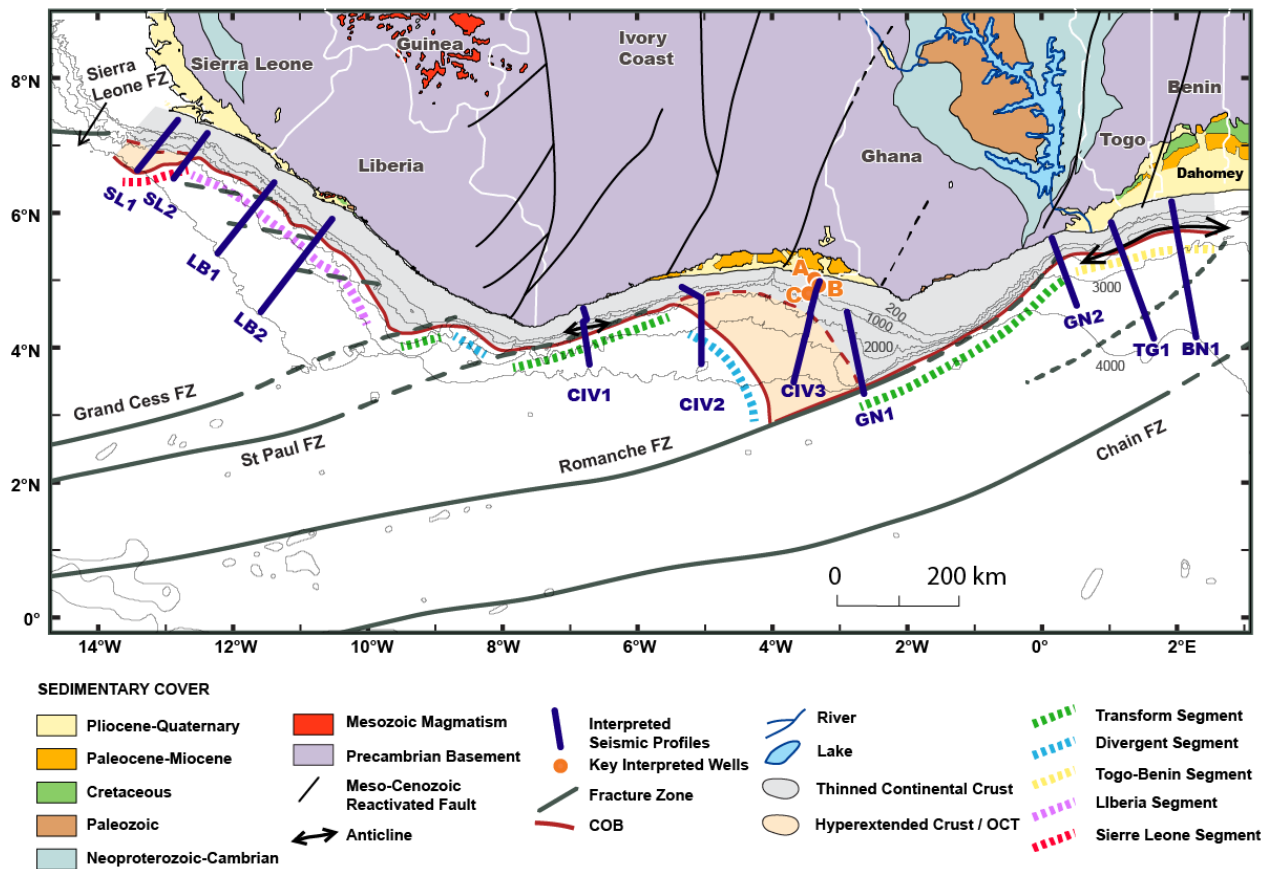 8°N
6°N
4°N
2°N
0°
14°W
12°W
10°W
8°W
6°W
4°W
2°W
0°
2°E
Sierra
Leone FZ
Sierra Leone
Guinea
Ivory
Coast
Liberia
Ghana
Togo
Benin
Dahomey
SL1
SL2
LB1
LB2
CIV1
CIV2
CIV3
GN1
GN2
TG1
BN1
A
B
C
200
1000
2000
3000
4000
Grand Cess FZ
St Paul FZ
Romanche FZ
Chain FZ
0
200 km
SEDIMENTARY COVER
Pliocene-Quaternary
Paleocene-Miocene
Cretaceous
Paleozoic
Neoproterozoic-Cambrian
Mesozoic Magmatism
Precambrian Basement
Meso-Cenozoic
Reactivated Fault
Anticline
Interpreted
Seismic Profiles
Key Interpreted Wells
Fracture Zone
COB
River
Lake
Thinned Continental Crust
Hyperextended Crust / OCT
Transform Segment
Divergent Segment
Togo-Benin Segment
LIberia Segment
Sierre Leone Segment